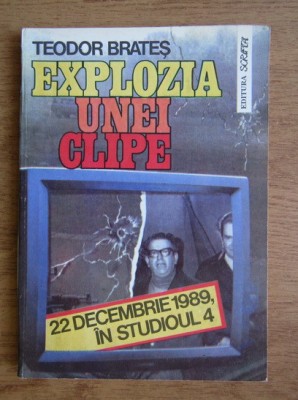 TEODOR BRATEȘ
EXPLOZIA
UNEI
CLIPE
EDITURA SCRIPTA
22 DECEMBRIE 1989,
ÎN STUDIOUL 4